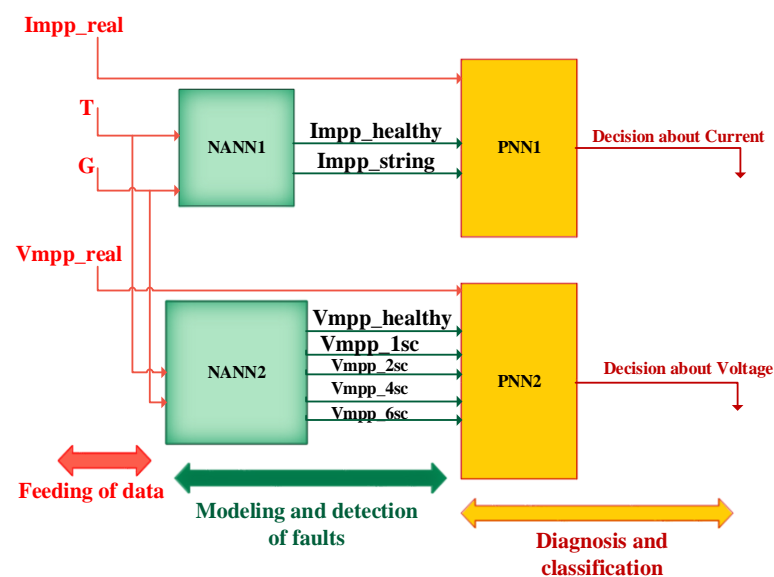 Impp_real
T
G
NANN1
Impp_healthy
Impp_string
PNN1
Decision about Current
Vmpp_real
NANN2
Vmpp_healthy
Vmpp_1sc
Vmpp_2sc
Vmpp_4sc
Vmpp_6sc
PNN2
Decision about Voltage
Feeding of data
Modeling and detection
of faults
Diagnosis and
classification